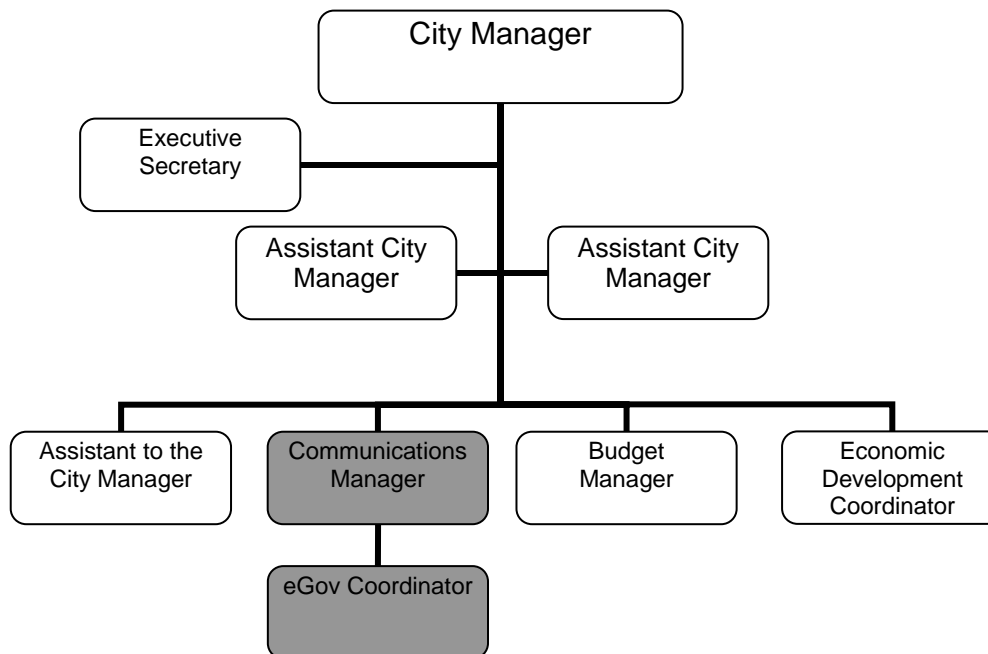 City Manager
Executive
Secretary
Assistant City
Manager
Assistant City
Manager
Assistant to the
City Manager
Communications
Manager
Budget
Manager
Economic
Development
Coordinator
eGov Coordinator